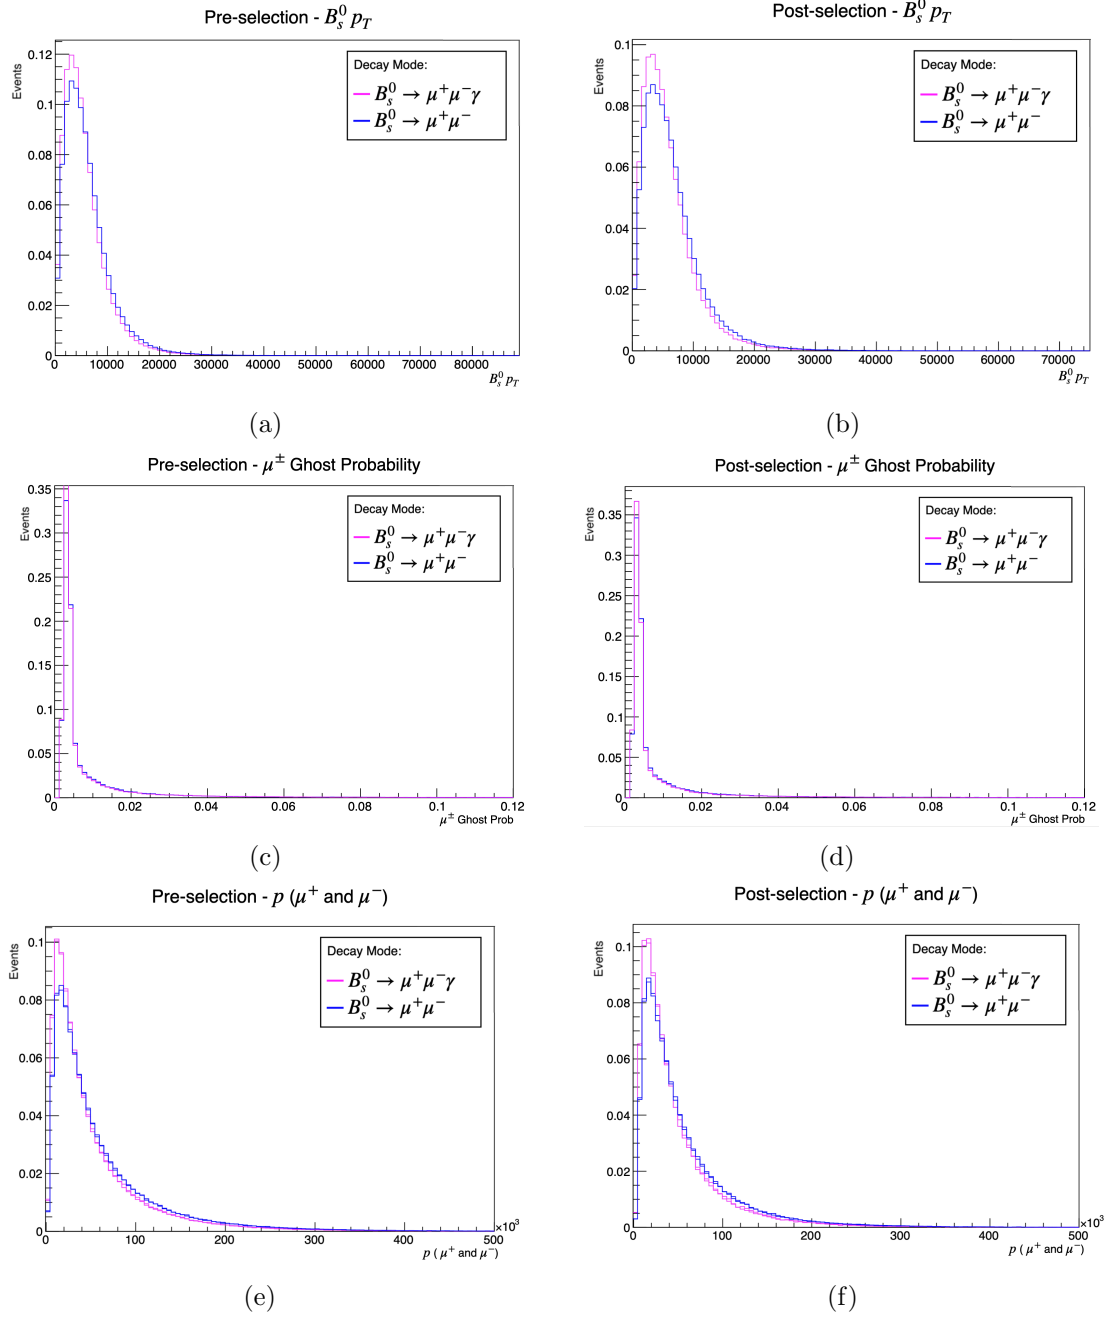 Pre-selection - B_s^0 p_T
Events
0.12
0.1
0.08
0.06
0.04
0.02
0
Decay Mode:
B_s^0 → μ⁺μ⁻γ
B_s^0 → μ⁺μ⁻
0 10000 20000 30000 40000 50000 60000 70000 80000
B_s^0 p_T
(a)
Post-selection - B_s^0 p_T
Events
0.1
0.08
0.06
0.04
0.02
0
Decay Mode:
B_s^0 → μ⁺μ⁻γ
B_s^0 → μ⁺μ⁻
0 10000 20000 30000 40000 50000 60000 70000
B_s^0 p_T
(b)
Pre-selection - μ± Ghost Probability
Events
0.35
0.3
0.25
0.2
0.15
0.1
0.05
0
Decay Mode:
B_s^0 → μ⁺μ⁻γ
B_s^0 → μ⁺μ⁻
0 0.02 0.04 0.06 0.08 0.1 0.12
μ± Ghost Prob
(c)
Post-selection - μ± Ghost Probability
Events
0.35
0.3
0.25
0.2
0.15
0.1
0.05
0
Decay Mode:
B_s^0 → μ⁺μ⁻γ
B_s^0 → μ⁺μ⁻
0 0.02 0.04 0.06 0.08 0.1 0.12
μ± Ghost Prob
(d)
Pre-selection - p (μ⁺ and μ⁻)
Events
0.1
0.08
0.06
0.04
0.02
0
Decay Mode:
B_s^0 → μ⁺μ⁻γ
B_s^0 → μ⁺μ⁻
×10³
0 100 200 300 400 500
p ( μ⁺ and μ⁻)
(e)
Post-selection - p (μ⁺ and μ⁻)
Events
0.1
0.08
0.06
0.04
0.02
0
Decay Mode:
B_s^0 → μ⁺μ⁻γ
B_s^0 → μ⁺μ⁻
×10³
0 100 200 300 400 500
p ( μ⁺ and μ⁻)
(f)